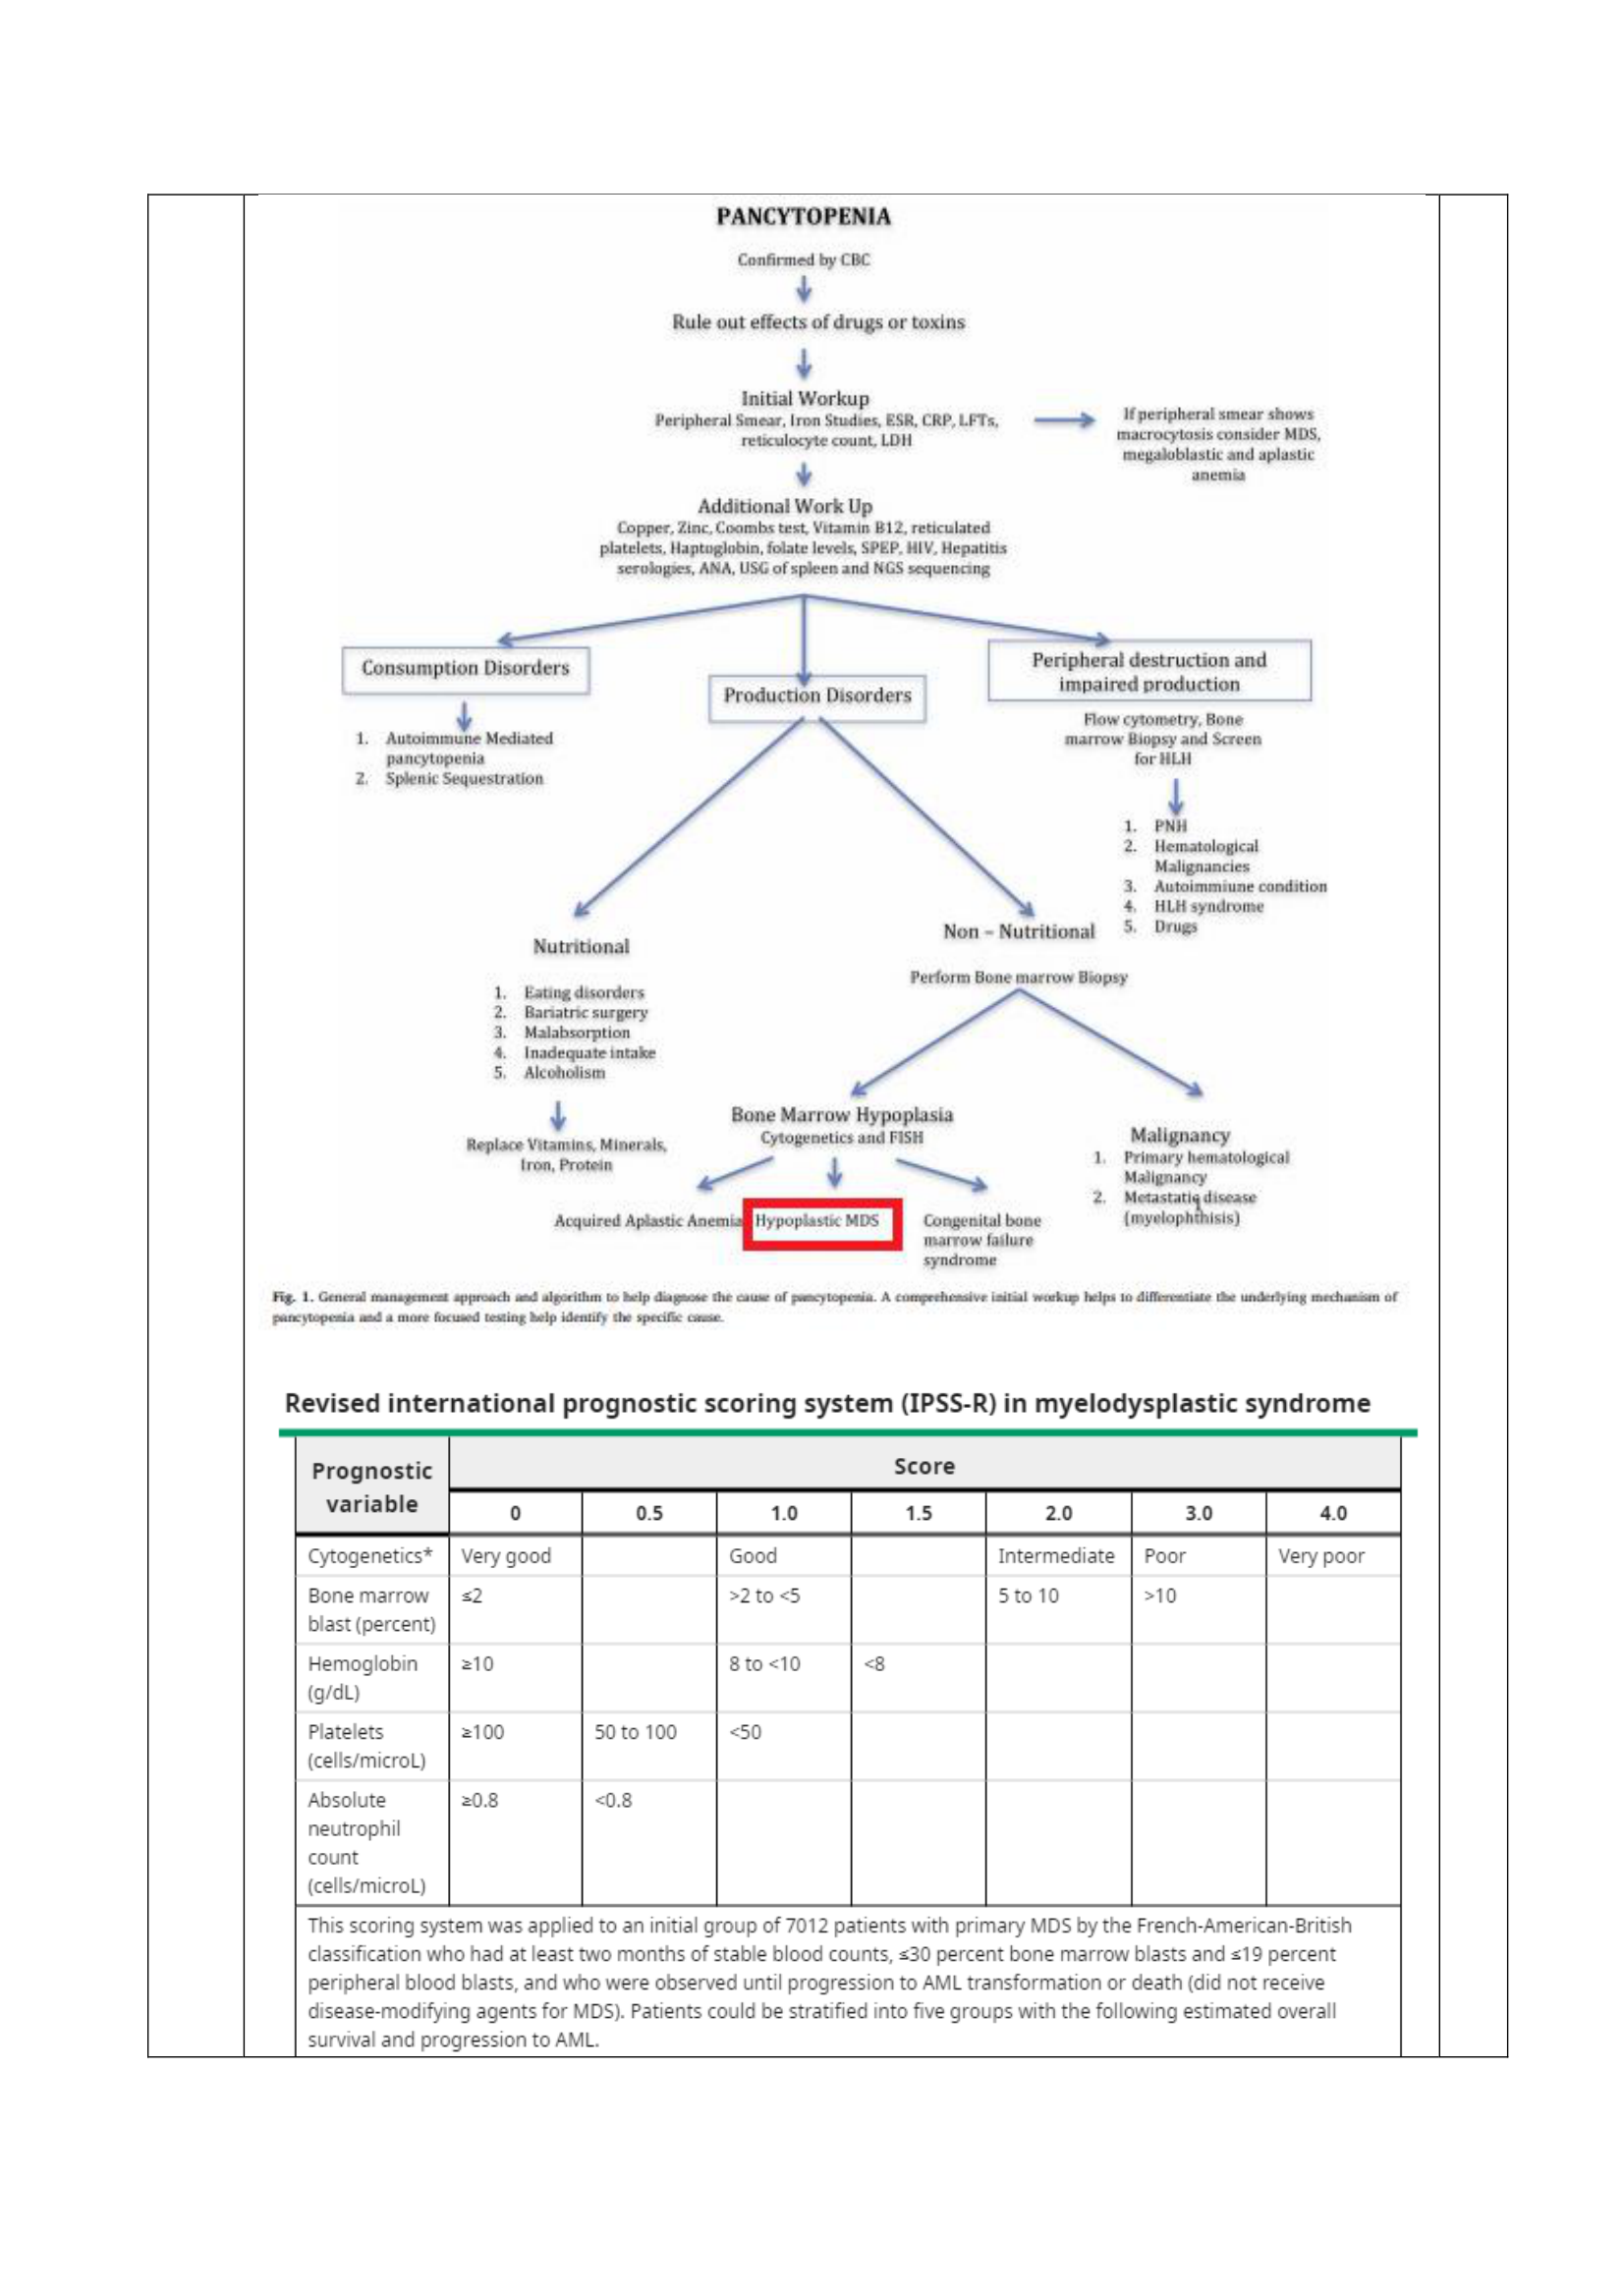 PANCYTOPENIA
Confirmed by CBC
Rule out effects of drugs or toxins
Initial Workup
Peripheral Smear, Iron Studies, ESR, CRP, LFTs,
reticulocyte count, LDH
If peripheral smear shows
macrocytosis consider MDS,
megaloblastic and aplastic
anemia
Additional Work Up
Copper, Zinc, Coombs test, Vitamin B12, reticulated
platelets, Haptoglobin, folate levels, SPEP, HIV, Hepatitis
serologies, ANA, USG of spleen and NGS sequencing
Consumption Disorders
1. Autoimmune Mediated
pancytopenia
2. Splenic Sequestration
Production Disorders
Peripheral destruction and
impaired production
Flow cytometry, Bone
marrow Biopsy and Screen
for HLH
1. PNH
2. Hematological
Malignancies
3. Autoimmiune condition
4. HLH syndrome
5. Drugs
Nutritional
1. Eating disorders
2. Bariatric surgery
3. Malabsorption
4. Inadequate intake
5. Alcoholism
Replace Vitamins, Minerals,
Iron, Protein
Non – Nutritional
Perform Bone marrow Biopsy
Bone Marrow Hypoplasia
Cytogenetics and FISH
Acquired Aplastic Anemia
Hypoplastic MDS
Congenital bone
marrow failure
syndrome
Malignancy
1. Primary hematological
Malignancy
2. Metastatic disease
(myelophthisis)
Fig. 1. General management approach and algorithm to help diagnose the cause of pancytopenia. A comprehensive initial workup helps to differentiate the underlying mechanism of
pancytopenia and a more focused testing help identify the specific cause.
Revised international prognostic scoring system (IPSS-R) in myelodysplastic syndrome
Prognostic
variable
Score
0 0.5 1.0 1.5 2.0 3.0 4.0
Cytogenetics* Very good Good Intermediate Poor Very poor
Bone marrow
blast (percent)
≤2 >2 to <5 5 to 10 >10
Hemoglobin
(g/dL)
≥10 8 to <10 <8
Platelets
(cells/microL)
≥100 50 to 100 <50
Absolute
neutrophil
count
(cells/microL)
≥0.8 <0.8
This scoring system was applied to an initial group of 7012 patients with primary MDS by the French-American-British
classification who had at least two months of stable blood counts, ≤30 percent bone marrow blasts and ≤19 percent
peripheral blood blasts, and who were observed until progression to AML transformation or death (did not receive
disease-modifying agents for MDS). Patients could be stratified into five groups with the following estimated overall
survival and progression to AML.